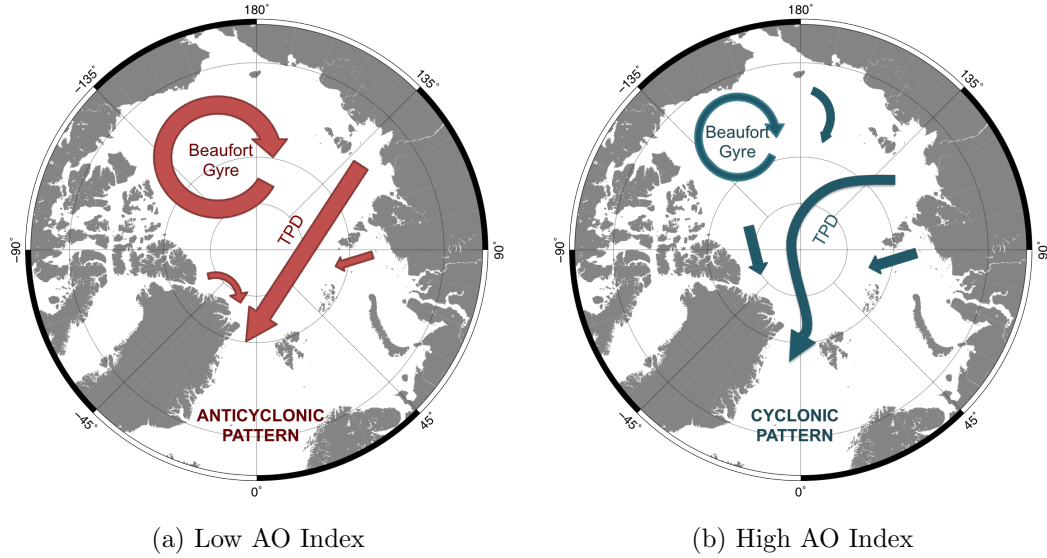 180°
−135°
135°
Beaufort
Gyre
TPD
−90°
90°
−45°
45°
ANTICYCLONIC
PATTERN
0°
(a) Low AO Index
180°
−135°
135°
Beaufort
Gyre
TPD
−90°
90°
−45°
45°
CYCLONIC
PATTERN
0°
(b) High AO Index